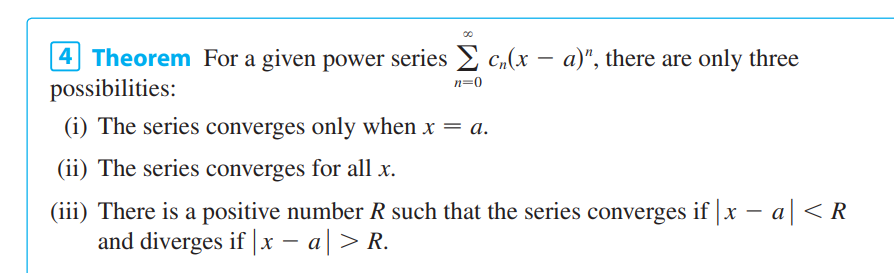 4 Theorem For a given power series $\sum_{n=0}^{\infty} c_n(x - a)^n$, there are only three
possibilities:
(i) The series converges only when x = a.
(ii) The series converges for all x.
(iii) There is a positive number R such that the series converges if |x − a| < R
and diverges if |x − a| > R.